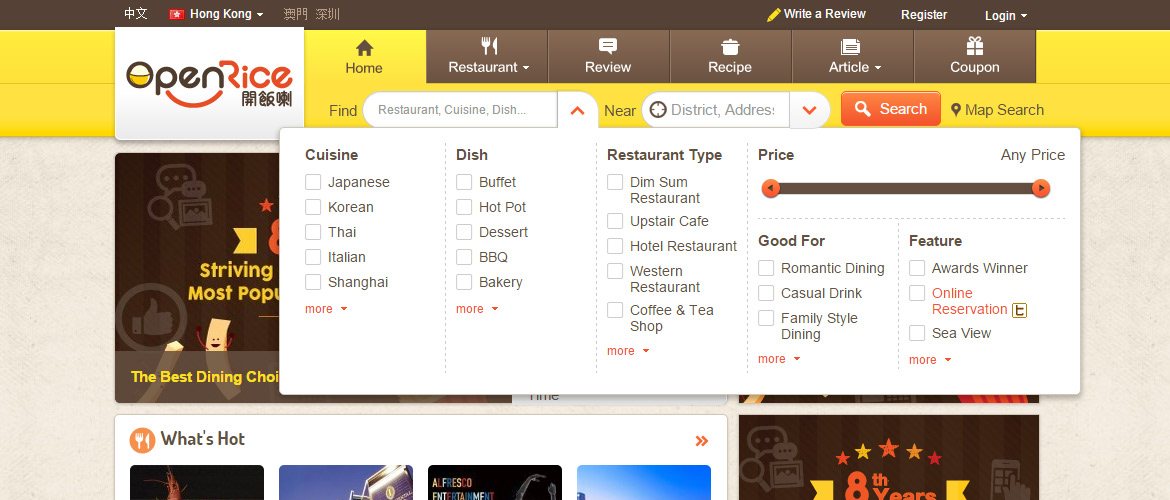 中文
Hong Kong
澳門
深圳
Write a Review
Register
Login
OpenRice
開飯喇
Home
Restaurant
Review
Recipe
Article
Coupon
Find
Restaurant, Cuisine, Dish...
Near
District, Address
Search
Map Search
Cuisine
Japanese
Korean
Thai
Italian
Shanghai
more
Dish
Buffet
Hot Pot
Dessert
BBQ
Bakery
more
Restaurant Type
Dim Sum
Restaurant
Upstair Cafe
Hotel Restaurant
Western
Restaurant
Coffee & Tea
Shop
more
Price
Any Price
Good For
Romantic Dining
Casual Drink
Family Style
Dining
more
Feature
Awards Winner
Online
Reservation
Sea View
more
8
Striving
Most Popu
The Best Dining Choi
Time
What's Hot
ALFRESCO
ENTERTAINMENT
8th
Years